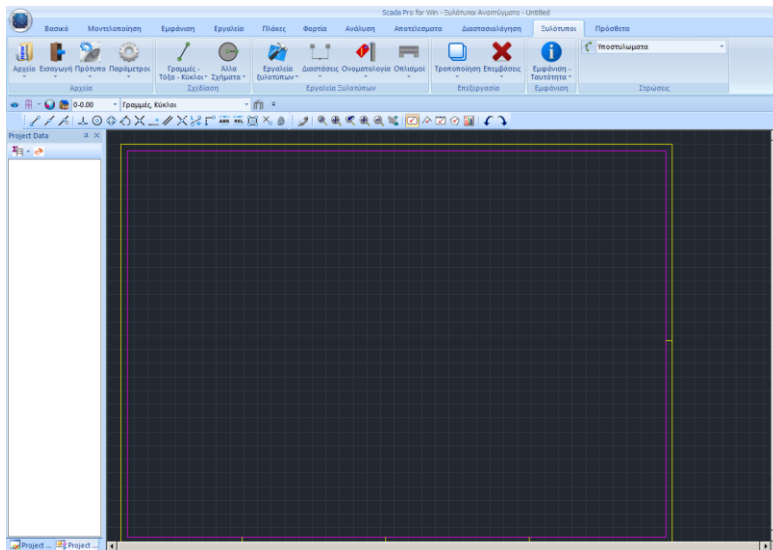 Scada Pro for Win - Ξυλότυποι Αναπτύγματα - Untitled
Βασικό Μοντελοποίηση Εμφάνιση Εργαλεία Πλάκες Φορτία Ανάλυση Αποτελεσματα Διαστασιολόγηση Ξυλότυποι Πρόσθετα
Υποστυλωματα
Αρχείο Εισαγωγή Πρότυπο Παράμετροι Γραμμές - Άλλα Εργαλεία Διαστάσεις Ονοματολογία Οπλισμοί Τροποποίηση Επεμβάσεις Εμφάνιση -
Τόξα - Κύκλοι Σχήματα ξυλοτύπων Ταυτότητα
Αρχεία Σχεδίαση Εργαλεία Ξυλοτύπων Επεξεργασία Εμφάνιση Στρώσεις
0-0.00 Γραμμές, Κύκλοι
Project Data
Project ... Project ...